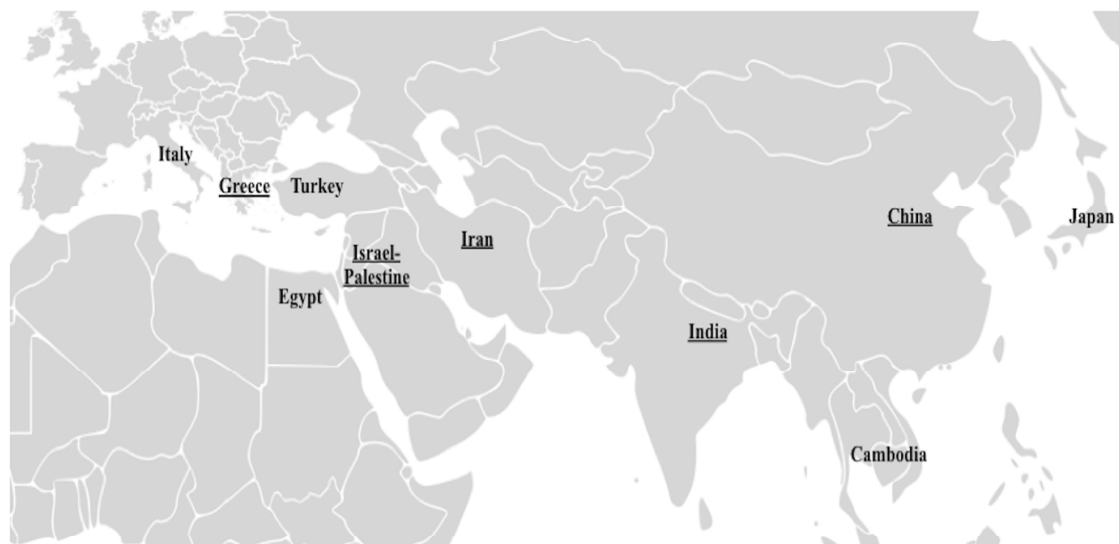 Italy
Greece
Turkey
China
Japan
Iran
Israel-
Palestine
Egypt
India
Cambodia